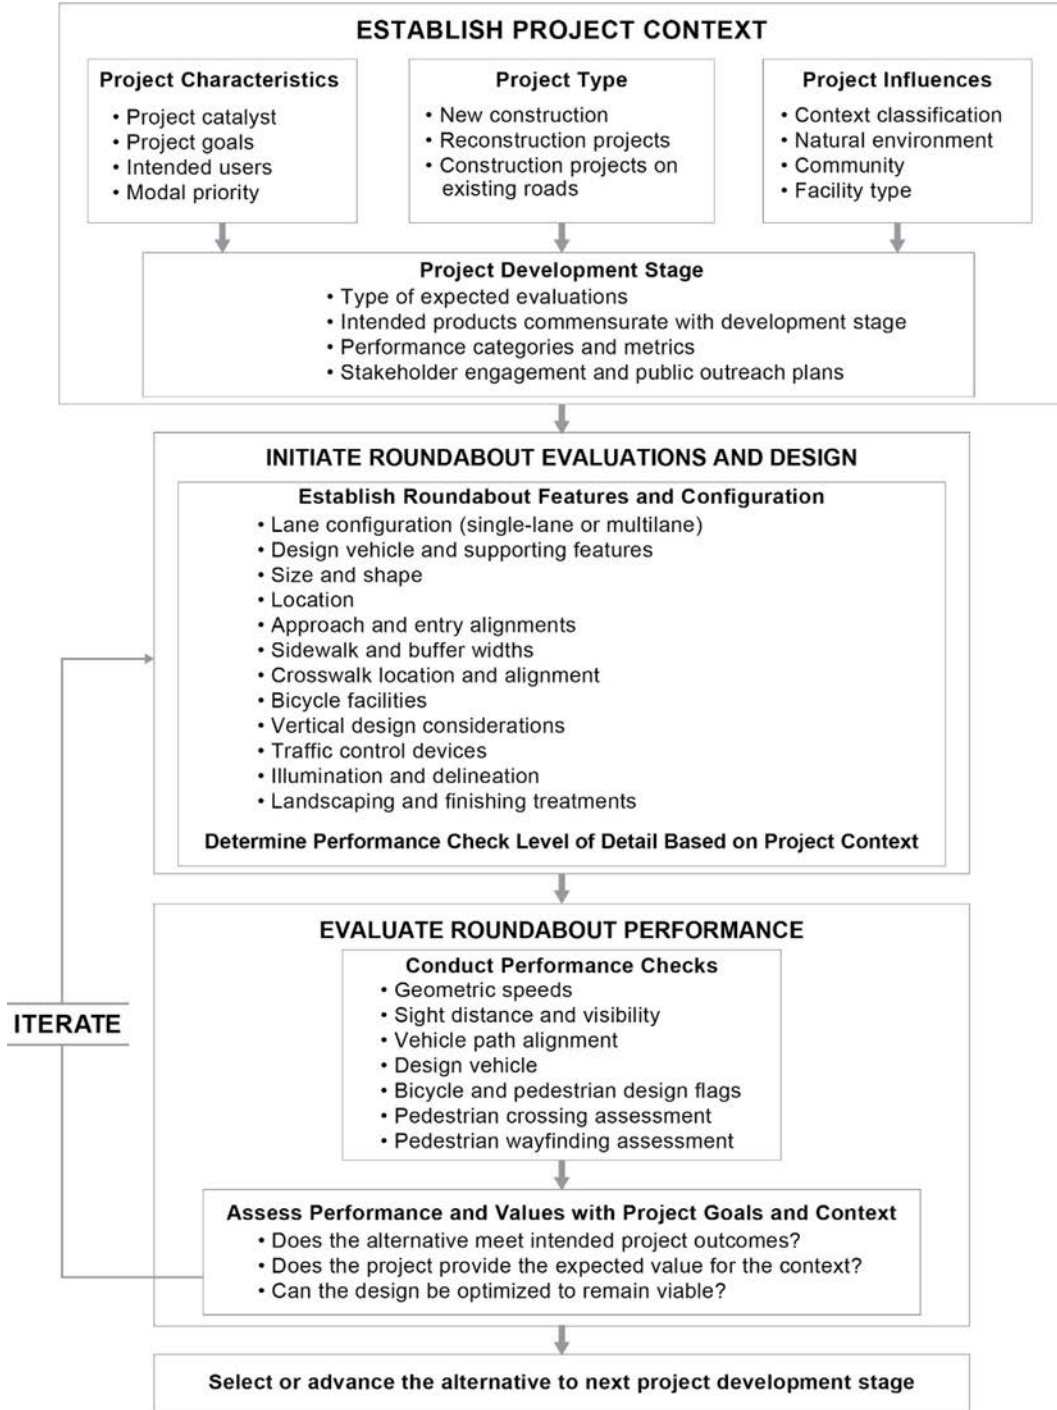 ESTABLISH PROJECT CONTEXT
Project Characteristics
• Project catalyst
• Project goals
• Intended users
• Modal priority
Project Type
• New construction
• Reconstruction projects
• Construction projects on
existing roads
Project Influences
• Context classification
• Natural environment
• Community
• Facility type
Project Development Stage
• Type of expected evaluations
• Intended products commensurate with development stage
• Performance categories and metrics
• Stakeholder engagement and public outreach plans
INITIATE ROUNDABOUT EVALUATIONS AND DESIGN
Establish Roundabout Features and Configuration
• Lane configuration (single-lane or multilane)
• Design vehicle and supporting features
• Size and shape
• Location
• Approach and entry alignments
• Sidewalk and buffer widths
• Crosswalk location and alignment
• Bicycle facilities
• Vertical design considerations
• Traffic control devices
• Illumination and delineation
• Landscaping and finishing treatments
Determine Performance Check Level of Detail Based on Project Context
EVALUATE ROUNDABOUT PERFORMANCE
Conduct Performance Checks
• Geometric speeds
• Sight distance and visibility
• Vehicle path alignment
• Design vehicle
• Bicycle and pedestrian design flags
• Pedestrian crossing assessment
• Pedestrian wayfinding assessment
ITERATE
Assess Performance and Values with Project Goals and Context
• Does the alternative meet intended project outcomes?
• Does the project provide the expected value for the context?
• Can the design be optimized to remain viable?
Select or advance the alternative to next project development stage